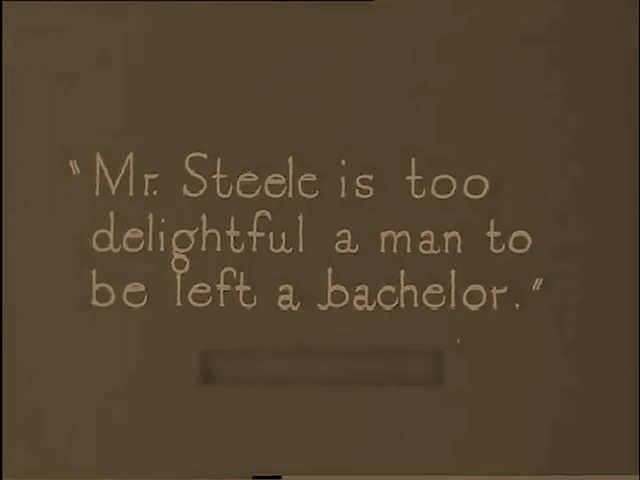 "Mr. Steele is too
delightful a man to
be left a bachelor."